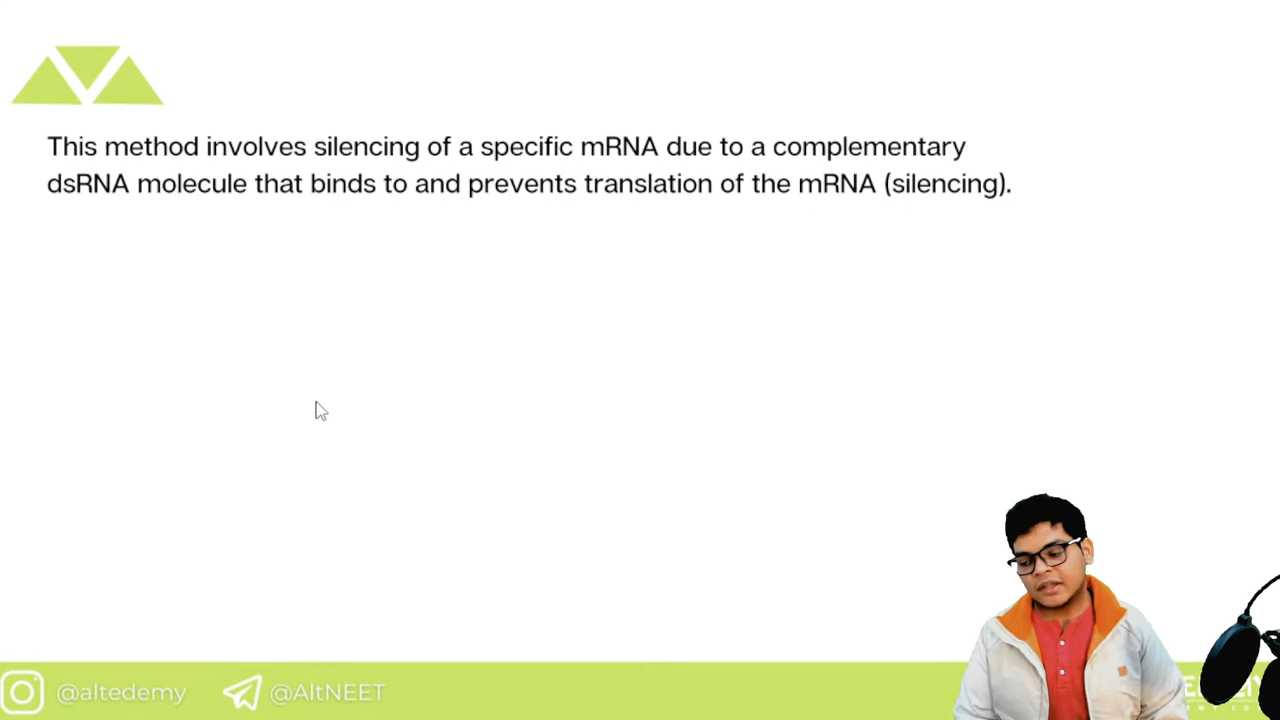 This method involves silencing of a specific mRNA due to a complementary
dsRNA molecule that binds to and prevents translation of the mRNA (silencing).
@altedemy @AltNEET